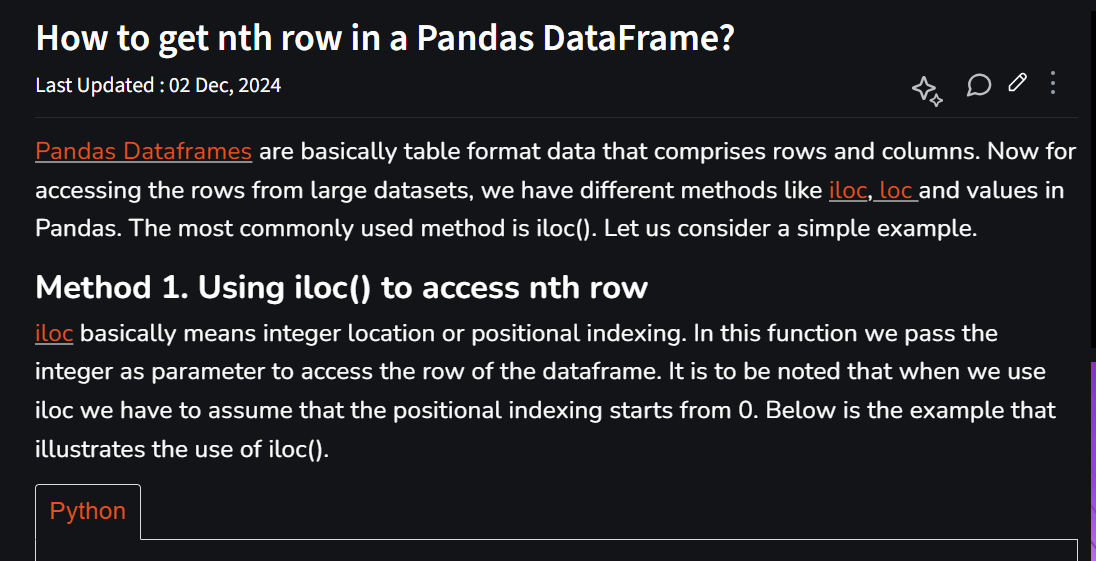 How to get nth row in a Pandas DataFrame?
Last Updated : 02 Dec, 2024
Pandas Dataframes are basically table format data that comprises rows and columns. Now for
accessing the rows from large datasets, we have different methods like iloc, loc and values in
Pandas. The most commonly used method is iloc(). Let us consider a simple example.
Method 1. Using iloc() to access nth row
iloc basically means integer location or positional indexing. In this function we pass the
integer as parameter to access the row of the dataframe. It is to be noted that when we use
iloc we have to assume that the positional indexing starts from 0. Below is the example that
illustrates the use of iloc().
Python